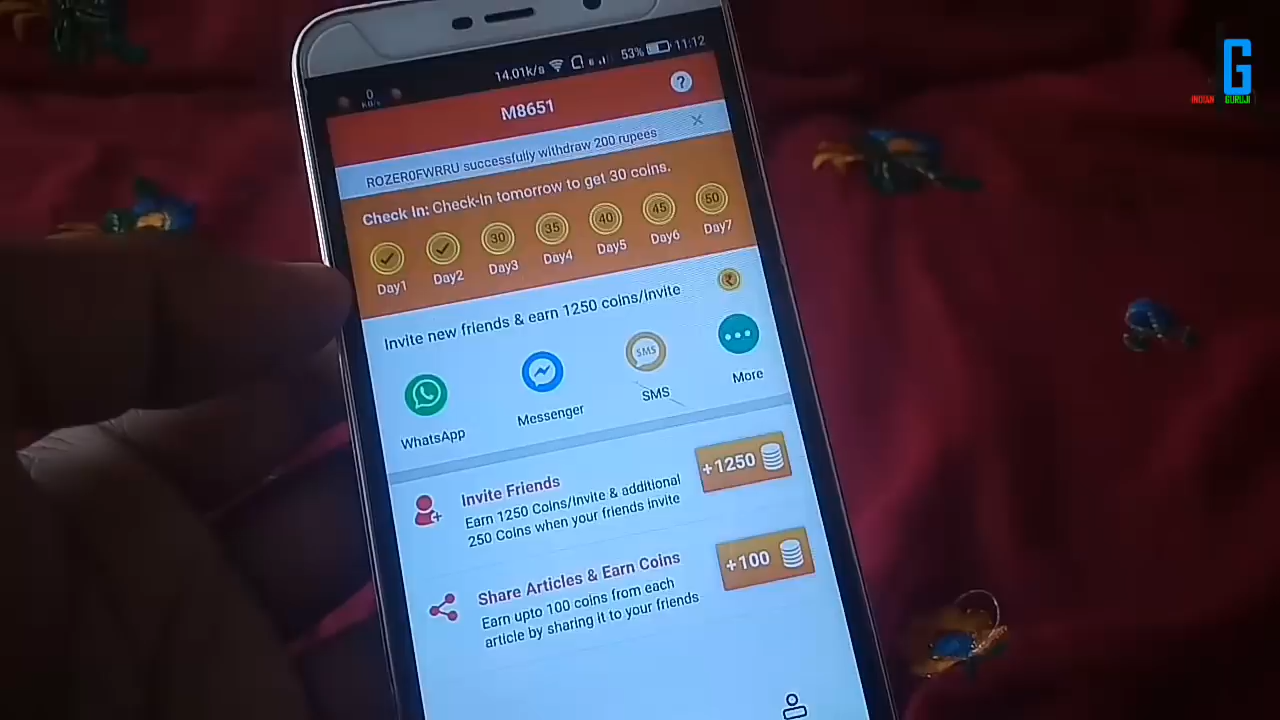 G
INDIAN GURUJI
0
KB/s
14.01k/s
53%
11:12
M8651
?
ROZER0FWRRU successfully withdraw 200 rupees
Check In: Check-In tomorrow to get 30 coins.
30 35 40 45 50
Day1 Day2 Day3 Day4 Day5 Day6 Day7
Invite new friends & earn 1250 coins/Invite
₹
SMS
WhatsApp Messenger SMS More
Invite Friends
+1250
Earn 1250 Coins/Invite & additional
250 Coins when your friends invite
Share Articles & Earn Coins
+100
Earn upto 100 coins from each
article by sharing it to your friends